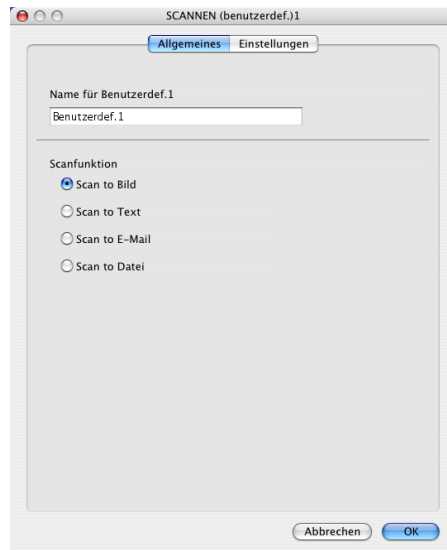 SCANNEN (benutzerdef.)1
Allgemeines Einstellungen
Name für Benutzerdef.1
Benutzerdef.1
Scanfunktion
Scan to Bild
Scan to Text
Scan to E-Mail
Scan to Datei
Abbrechen OK